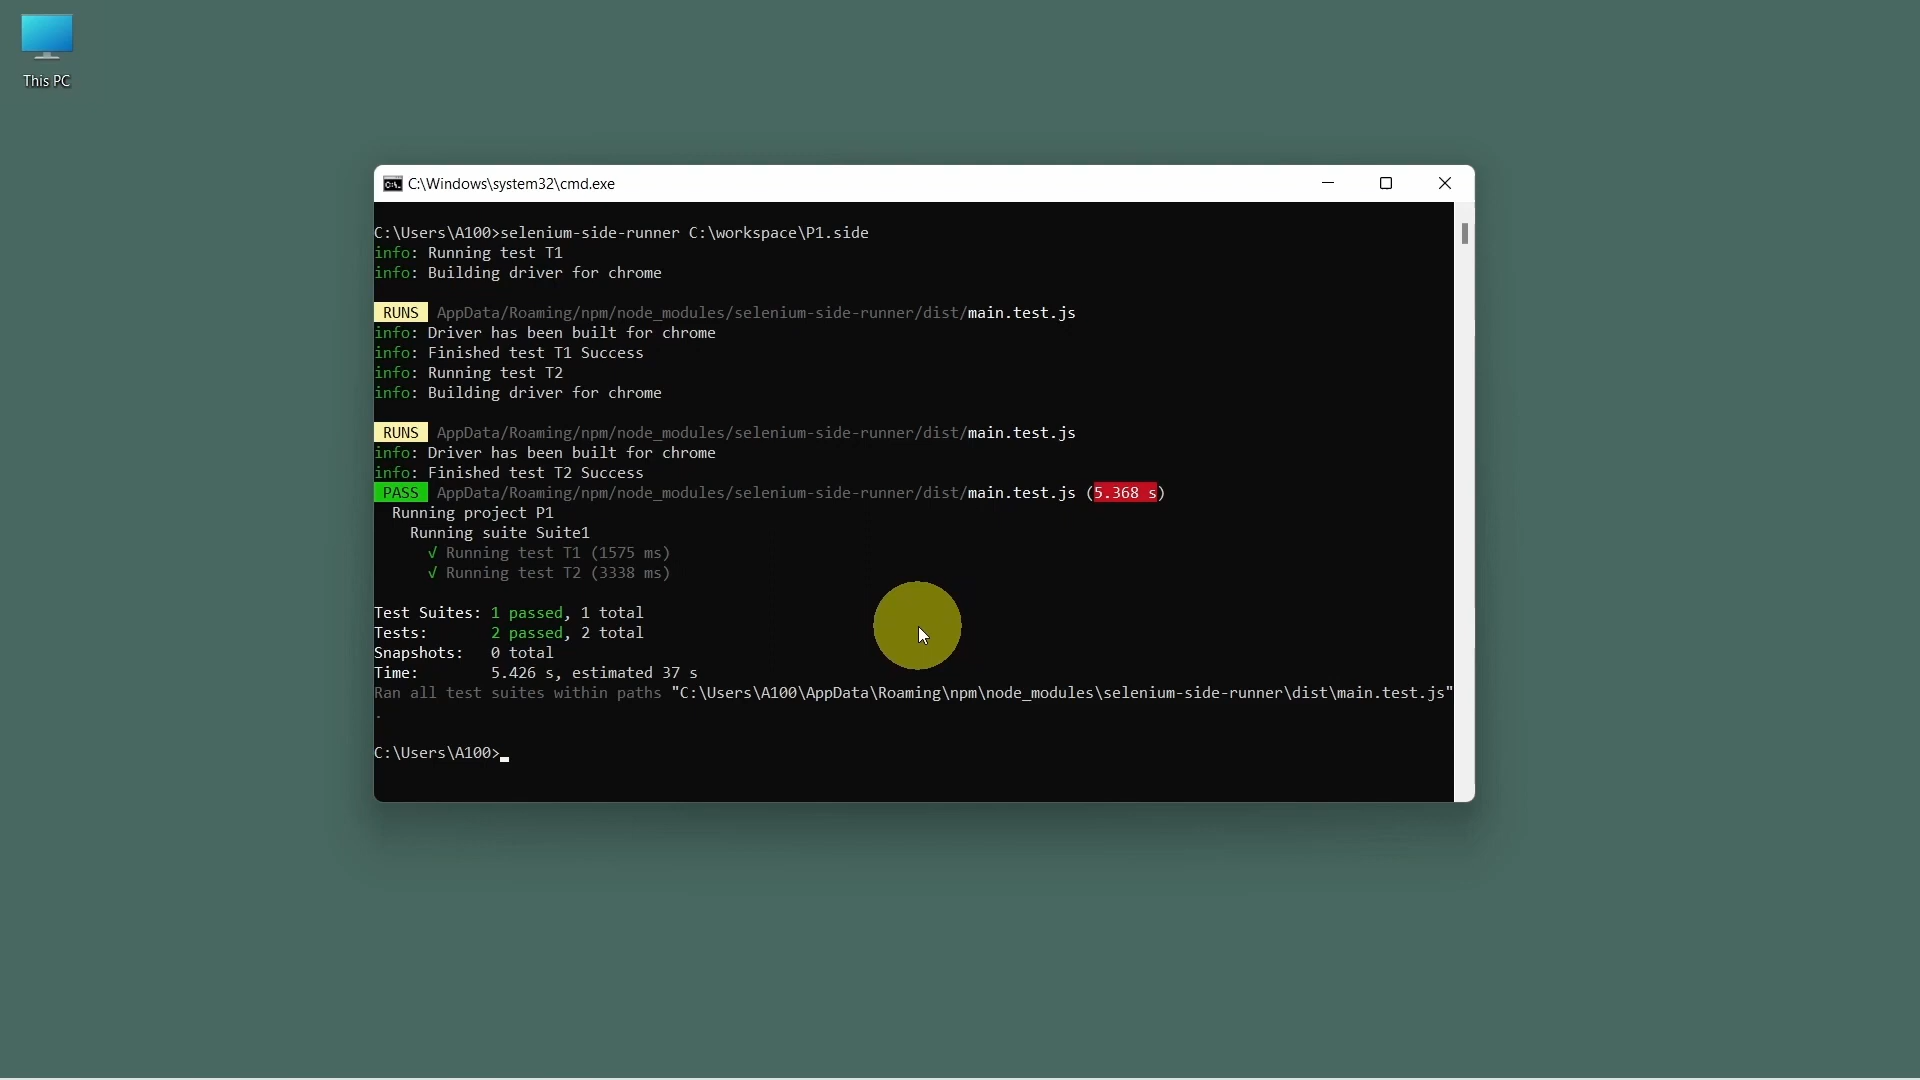 This PC
C:\Windows\system32\cmd.exe
C:\Users\A100>selenium-side-runner C:\workspace\P1.side
info: Running test T1
info: Building driver for chrome
RUNS AppData/Roaming/npm/node_modules/selenium-side-runner/dist/main.test.js
info: Driver has been built for chrome
info: Finished test T1 Success
info: Running test T2
info: Building driver for chrome
RUNS AppData/Roaming/npm/node_modules/selenium-side-runner/dist/main.test.js
info: Driver has been built for chrome
info: Finished test T2 Success
PASS AppData/Roaming/npm/node_modules/selenium-side-runner/dist/main.test.js (5.368 s)
Running project P1
Running suite Suite1
√ Running test T1 (1575 ms)
√ Running test T2 (3338 ms)
Test Suites: 1 passed, 1 total
Tests: 2 passed, 2 total
Snapshots: 0 total
Time: 5.426 s, estimated 37 s
Ran all test suites within paths "C:\Users\A100\AppData\Roaming\npm\node_modules\selenium-side-runner\dist\main.test.js"
.
C:\Users\A100>